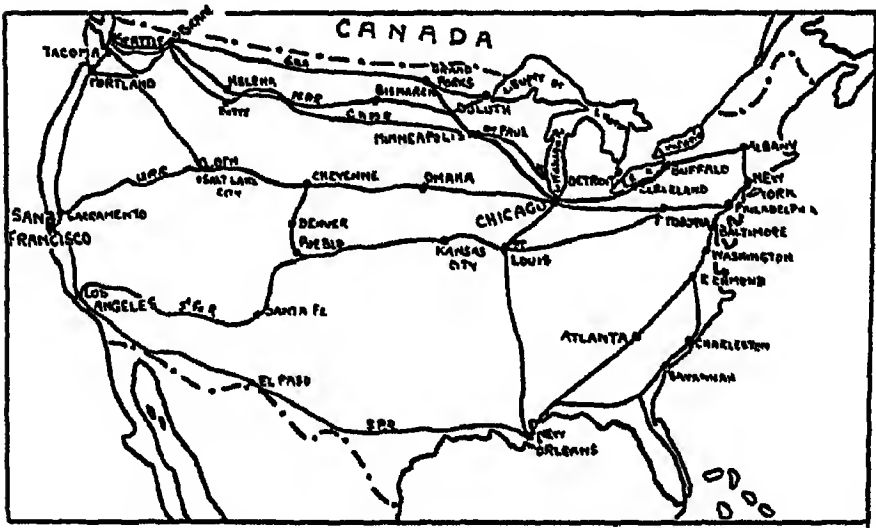 CANADA
SEATTLE
TACOMA
PORTLAND
HELENA
BUTTE
BISMARCK
GRAND
FORKS
DULUTH
MINNEAPOLIS
ST PAUL
OGDEN
SALT LAKE
CITY
CHEYENNE
OMAHA
CHICAGO
DETROIT
CLEVELAND
BUFFALO
ALBANY
NEW
YORK
PHILADELPHIA
BALTIMORE
WASHINGTON
SAN
FRANCISCO
SACRAMENTO
DENVER
PUEBLO
KANSAS
CITY
ST
LOUIS
LOS
ANGELES
SANTA FE
ATLANTA
CHARLESTON
SAVANNAH
EL PASO
SPR
NEW
ORLEANS